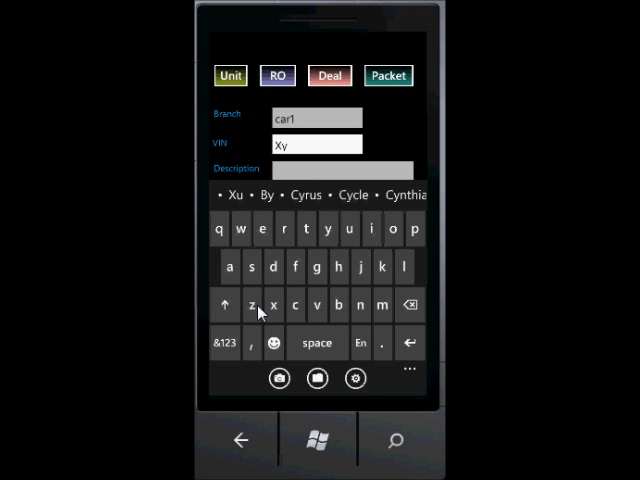 Unit RO Deal Packet
Branch car1
VIN Xy
Description
• Xu • By • Cyrus • Cycle • Cynthia
q w e r t y u i o p
a s d f g h j k l
z x c v b n m
&123 , space En . 
...